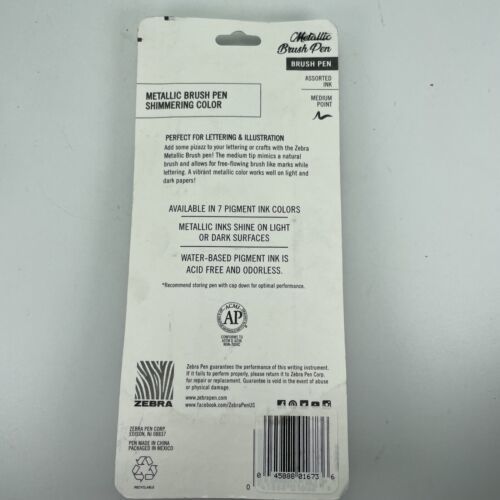 Metallic
Brush Pen
BRUSH PEN
ASSORTED
INK
MEDIUM
POINT
METALLIC BRUSH PEN
SHIMMERING COLOR
PERFECT FOR LETTERING & ILLUSTRATION
Add some pizazz to your lettering or crafts with the Zebra
Metallic Brush pen! The medium tip mimics a natural
brush and allows for free-flowing brush like marks while
lettering. A vibrant metallic color works well on light and
dark papers!
AVAILABLE IN 7 PIGMENT INK COLORS
METALLIC INKS SHINE ON LIGHT
OR DARK SURFACES
WATER-BASED PIGMENT INK IS
ACID FREE AND ODORLESS.
*Recommend storing pen with cap down for optimal performance.
ACMI
AP
CONFORMS TO
ASTM D 4236
NON-TOXIC
Zebra Pen guarantees the performance of this writing instrument.
If it fails to perform properly, please return it to Zebra Pen Corp.
for repair or replacement. Guarantee is void in the event of abuse
or physical damage.
www.zebrapen.com
www.facebook.com/ZebraPenUS
ZEBRA
ZEBRA PEN CORP.
EDISON, NJ 08837
PEN MADE IN CHINA
PACKAGED IN MEXICO
RECYCLABLE
0 45888 01673 6
0